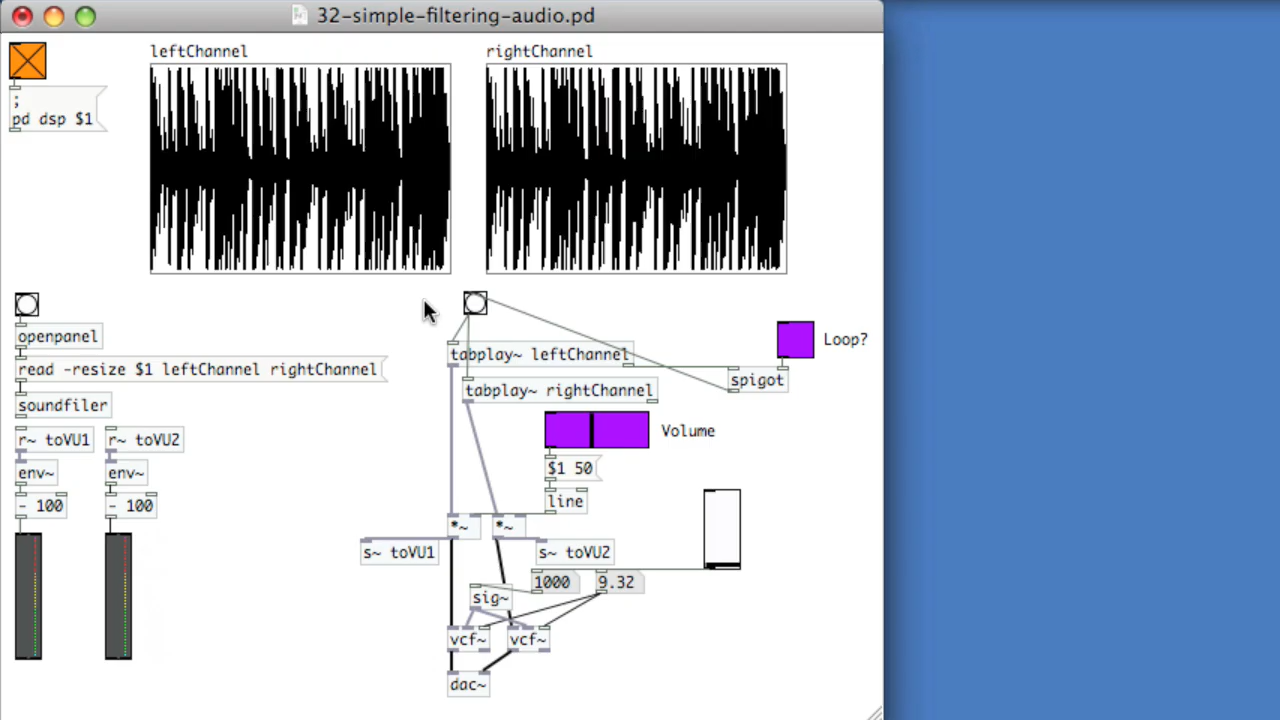 32-simple-filtering-audio.pd
leftChannel
rightChannel
;
pd dsp $1
Loop?
openpanel
tabplay~ leftChannel
read -resize $1 leftChannel rightChannel
spigot
tabplay~ rightChannel
soundfiler
Volume
r~ toVU1
r~ toVU2
$1 50
env~
env~
line
- 100
- 100
*~
*~
s~ toVU1
s~ toVU2
1000
9.32
sig~
vcf~
vcf~
dac~